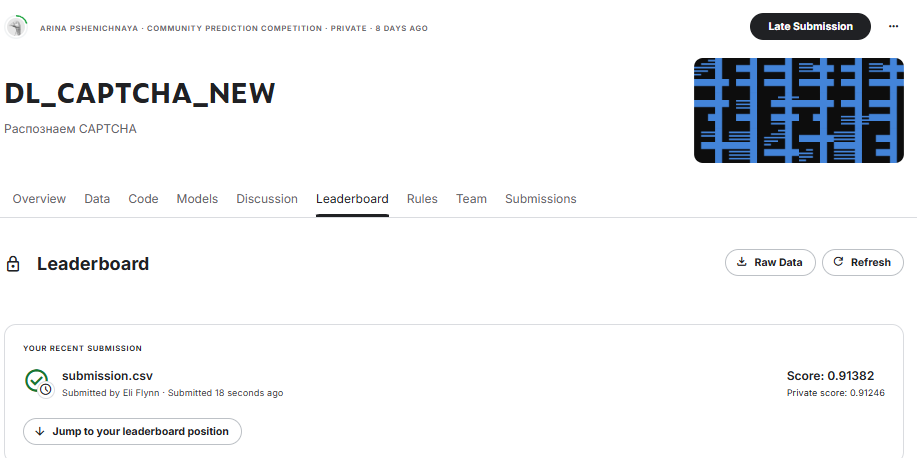 ARINA PSHENICHNAYA · COMMUNITY PREDICTION COMPETITION · PRIVATE · 8 DAYS AGO
Late Submission
...
DL_CAPTCHA_NEW
Распознаем CAPTCHA
Overview Data Code Models Discussion Leaderboard Rules Team Submissions
Leaderboard
Raw Data Refresh
YOUR RECENT SUBMISSION
submission.csv
Submitted by Eli Flynn · Submitted 18 seconds ago
Score: 0.91382
Private score: 0.91246
Jump to your leaderboard position